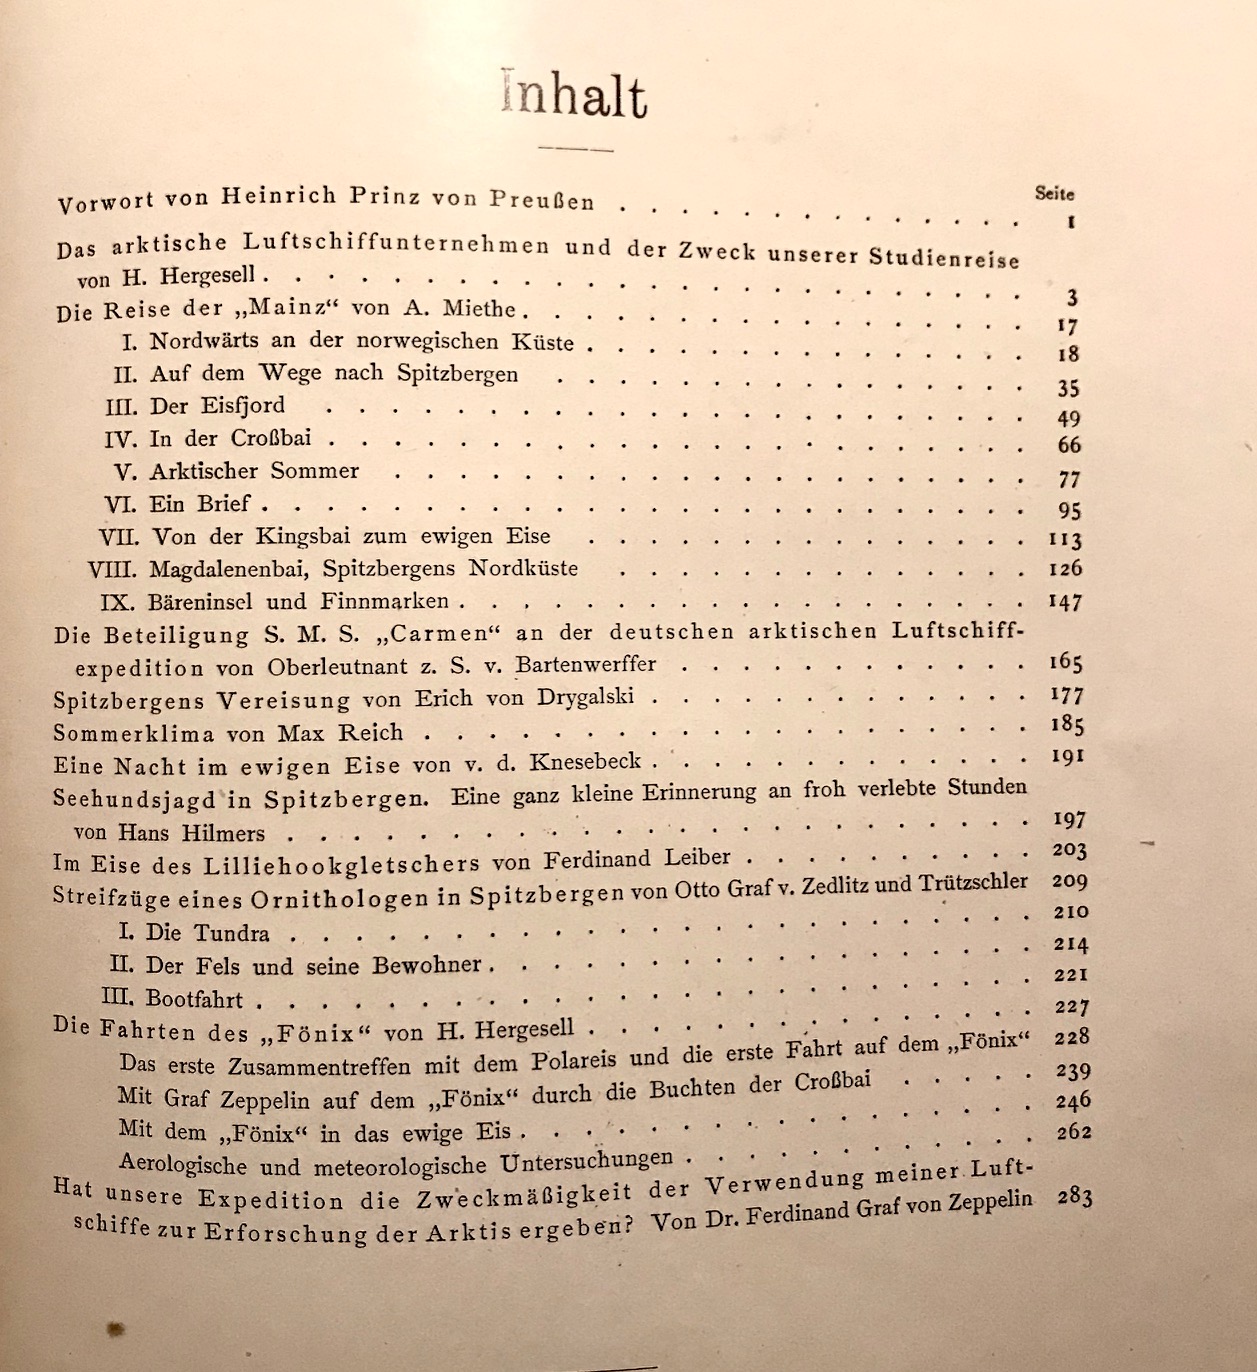 Inhalt
Seite
Vorwort von Heinrich Prinz von Preußen . . . . . . . . . . . . . . 1
Das arktische Luftschiffunternehmen und der Zweck unserer Studienreise
von H. Hergesell . . . . . . . . . . . . . . . . . . . . . . . . 3
Die Reise der „Mainz“ von A. Miethe . . . . . . . . . . . . . . . . . 17
I. Nordwärts an der norwegischen Küste . . . . . . . . . . . . . . . 18
II. Auf dem Wege nach Spitzbergen . . . . . . . . . . . . . . . . 35
III. Der Eisfjord . . . . . . . . . . . . . . . . . . . . . . 49
IV. In der Croßbai . . . . . . . . . . . . . . . . . . . . . . 66
V. Arktischer Sommer . . . . . . . . . . . . . . . . . . . . 77
VI. Ein Brief . . . . . . . . . . . . . . . . . . . . . . . . 95
VII. Von der Kingsbai zum ewigen Eise . . . . . . . . . . . . . . . 113
VIII. Magdalenenbai, Spitzbergens Nordküste . . . . . . . . . . . . . . 126
IX. Bäreninsel und Finnmarken . . . . . . . . . . . . . . . . . . . 147
Die Beteiligung S. M. S. „Carmen“ an der deutschen arktischen Luftschiff-
expedition von Oberleutnant z. S. v. Bartenwerffer . . . . . . . . . . . . 165
Spitzbergens Vereisung von Erich von Drygalski . . . . . . . . . . . . . 177
Sommerklima von Max Reich . . . . . . . . . . . . . . . . . . . . 185
Eine Nacht im ewigen Eise von v. d. Knesebeck . . . . . . . . . . . . . 191
Seehundsjagd in Spitzbergen. Eine ganz kleine Erinnerung an froh verlebte Stunden
von Hans Hilmers . . . . . . . . . . . . . . . . . . . . . . . 197
Im Eise des Lilliehookgletschers von Ferdinand Leiber . . . . . . . . . . . 203
Streifzüge eines Ornithologen in Spitzbergen von Otto Graf v. Zedlitz und Trützschler 209
I. Die Tundra . . . . . . . . . . . . . . . . . . . . . . . 210
II. Der Fels und seine Bewohner . . . . . . . . . . . . . . . . . 214
III. Bootfahrt . . . . . . . . . . . . . . . . . . . . . . . . 221
Die Fahrten des „Fönix“ von H. Hergesell . . . . . . . . . . . . . . 227
Das erste Zusammentreffen mit dem Polareis und die erste Fahrt auf dem „Fönix“ 228
Mit Graf Zeppelin auf dem „Fönix“ durch die Buchten der Croßbai . . . . . 239
Mit dem „Fönix“ in das ewige Eis . . . . . . . . . . . . . . . . 246
Aerologische und meteorologische Untersuchungen . . . . . . . . . . . 262
Hat unsere Expedition die Zweckmäßigkeit der Verwendung meiner Luft-
schiffe zur Erforschung der Arktis ergeben? Von Dr. Ferdinand Graf von Zeppelin 283